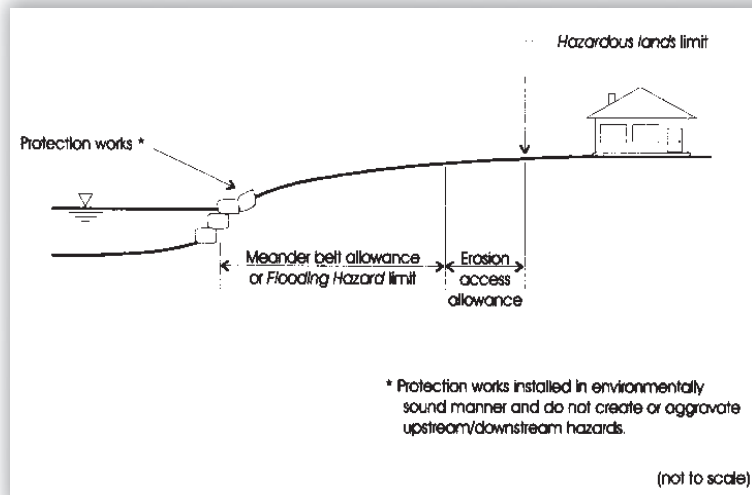 Hazardous lands limit
Protection works *
Meander belt allowance
or Flooding Hazard limit
Erosion
access
allowance
* Protection works installed in environmentally
sound manner and do not create or aggravate
upstream/downstream hazards.
(not to scale)